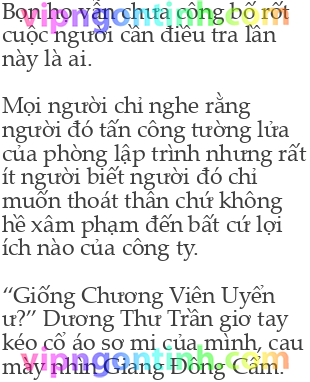 Bọn họ vẫn chưa công bố rốt
cuộc người cần điều tra lần
này là ai.
Mọi người chỉ nghe rằng
người đó tấn công tường lửa
của phòng lập trình nhưng rất
ít người biết người đó chỉ
muốn thoát thân chứ không
hề xâm phạm đến bất cứ lợi
ích nào của công ty.
“Giống Chương Viên Uyển
ư?” Dương Thư Trần giơ tay
kéo cổ áo sơ mi của mình, cau
mày nhìn Giang Đông Cẩm.
vipngontinh.com
vipngontinh.com